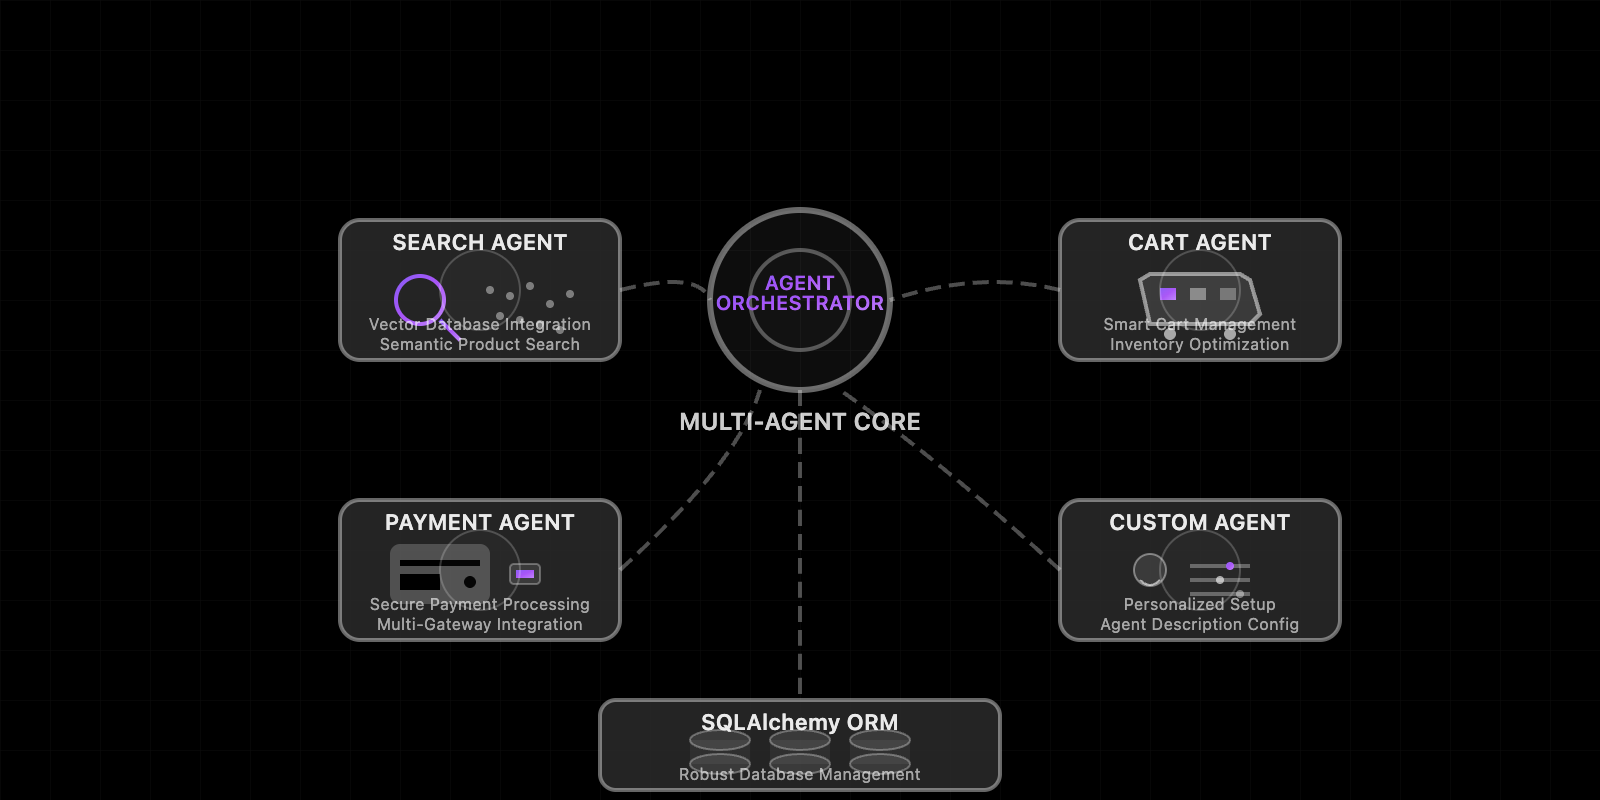 SEARCH AGENT
Vector Database Integration
Semantic Product Search
AGENT
ORCHESTRATOR
MULTI-AGENT CORE
CART AGENT
Smart Cart Management
Inventory Optimization
PAYMENT AGENT
Secure Payment Processing
Multi-Gateway Integration
CUSTOM AGENT
Personalized Setup
Agent Description Config
SQLAlchemy ORM
Robust Database Management